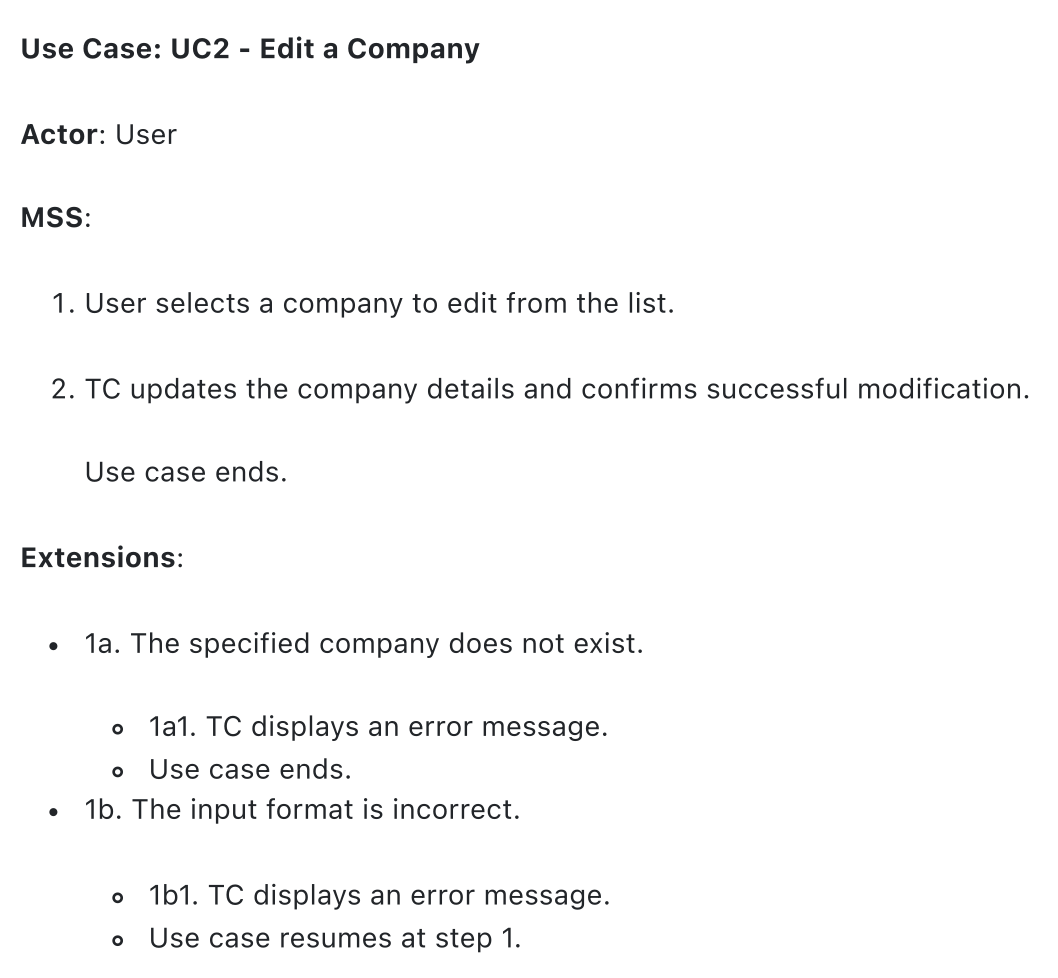 Use Case: UC2 - Edit a Company
Actor: User
MSS:
1. User selects a company to edit from the list.
2. TC updates the company details and confirms successful modification.
Use case ends.
Extensions:
• 1a. The specified company does not exist.
◦ 1a1. TC displays an error message.
◦ Use case ends.
• 1b. The input format is incorrect.
◦ 1b1. TC displays an error message.
◦ Use case resumes at step 1.